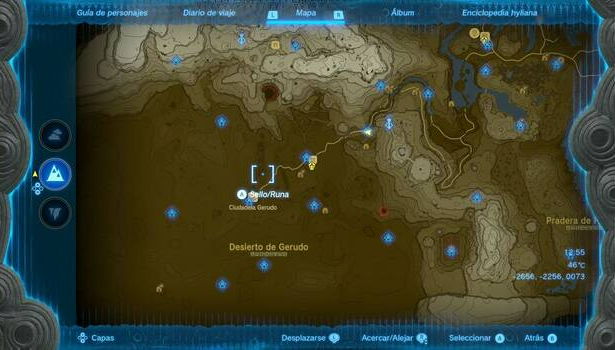 Guía de personajes
Diario de viaje
L
Mapa
R
Álbum
Enciclopedia hyliana
A Sello/Runa
Ciudadela Gerudo
Desierto de Gerudo
Pradera de
12:55
46°C
-2656, -2256, 0073
Capas
Desplazarse L
Acercar/Alejar R
Seleccionar A
Atrás B